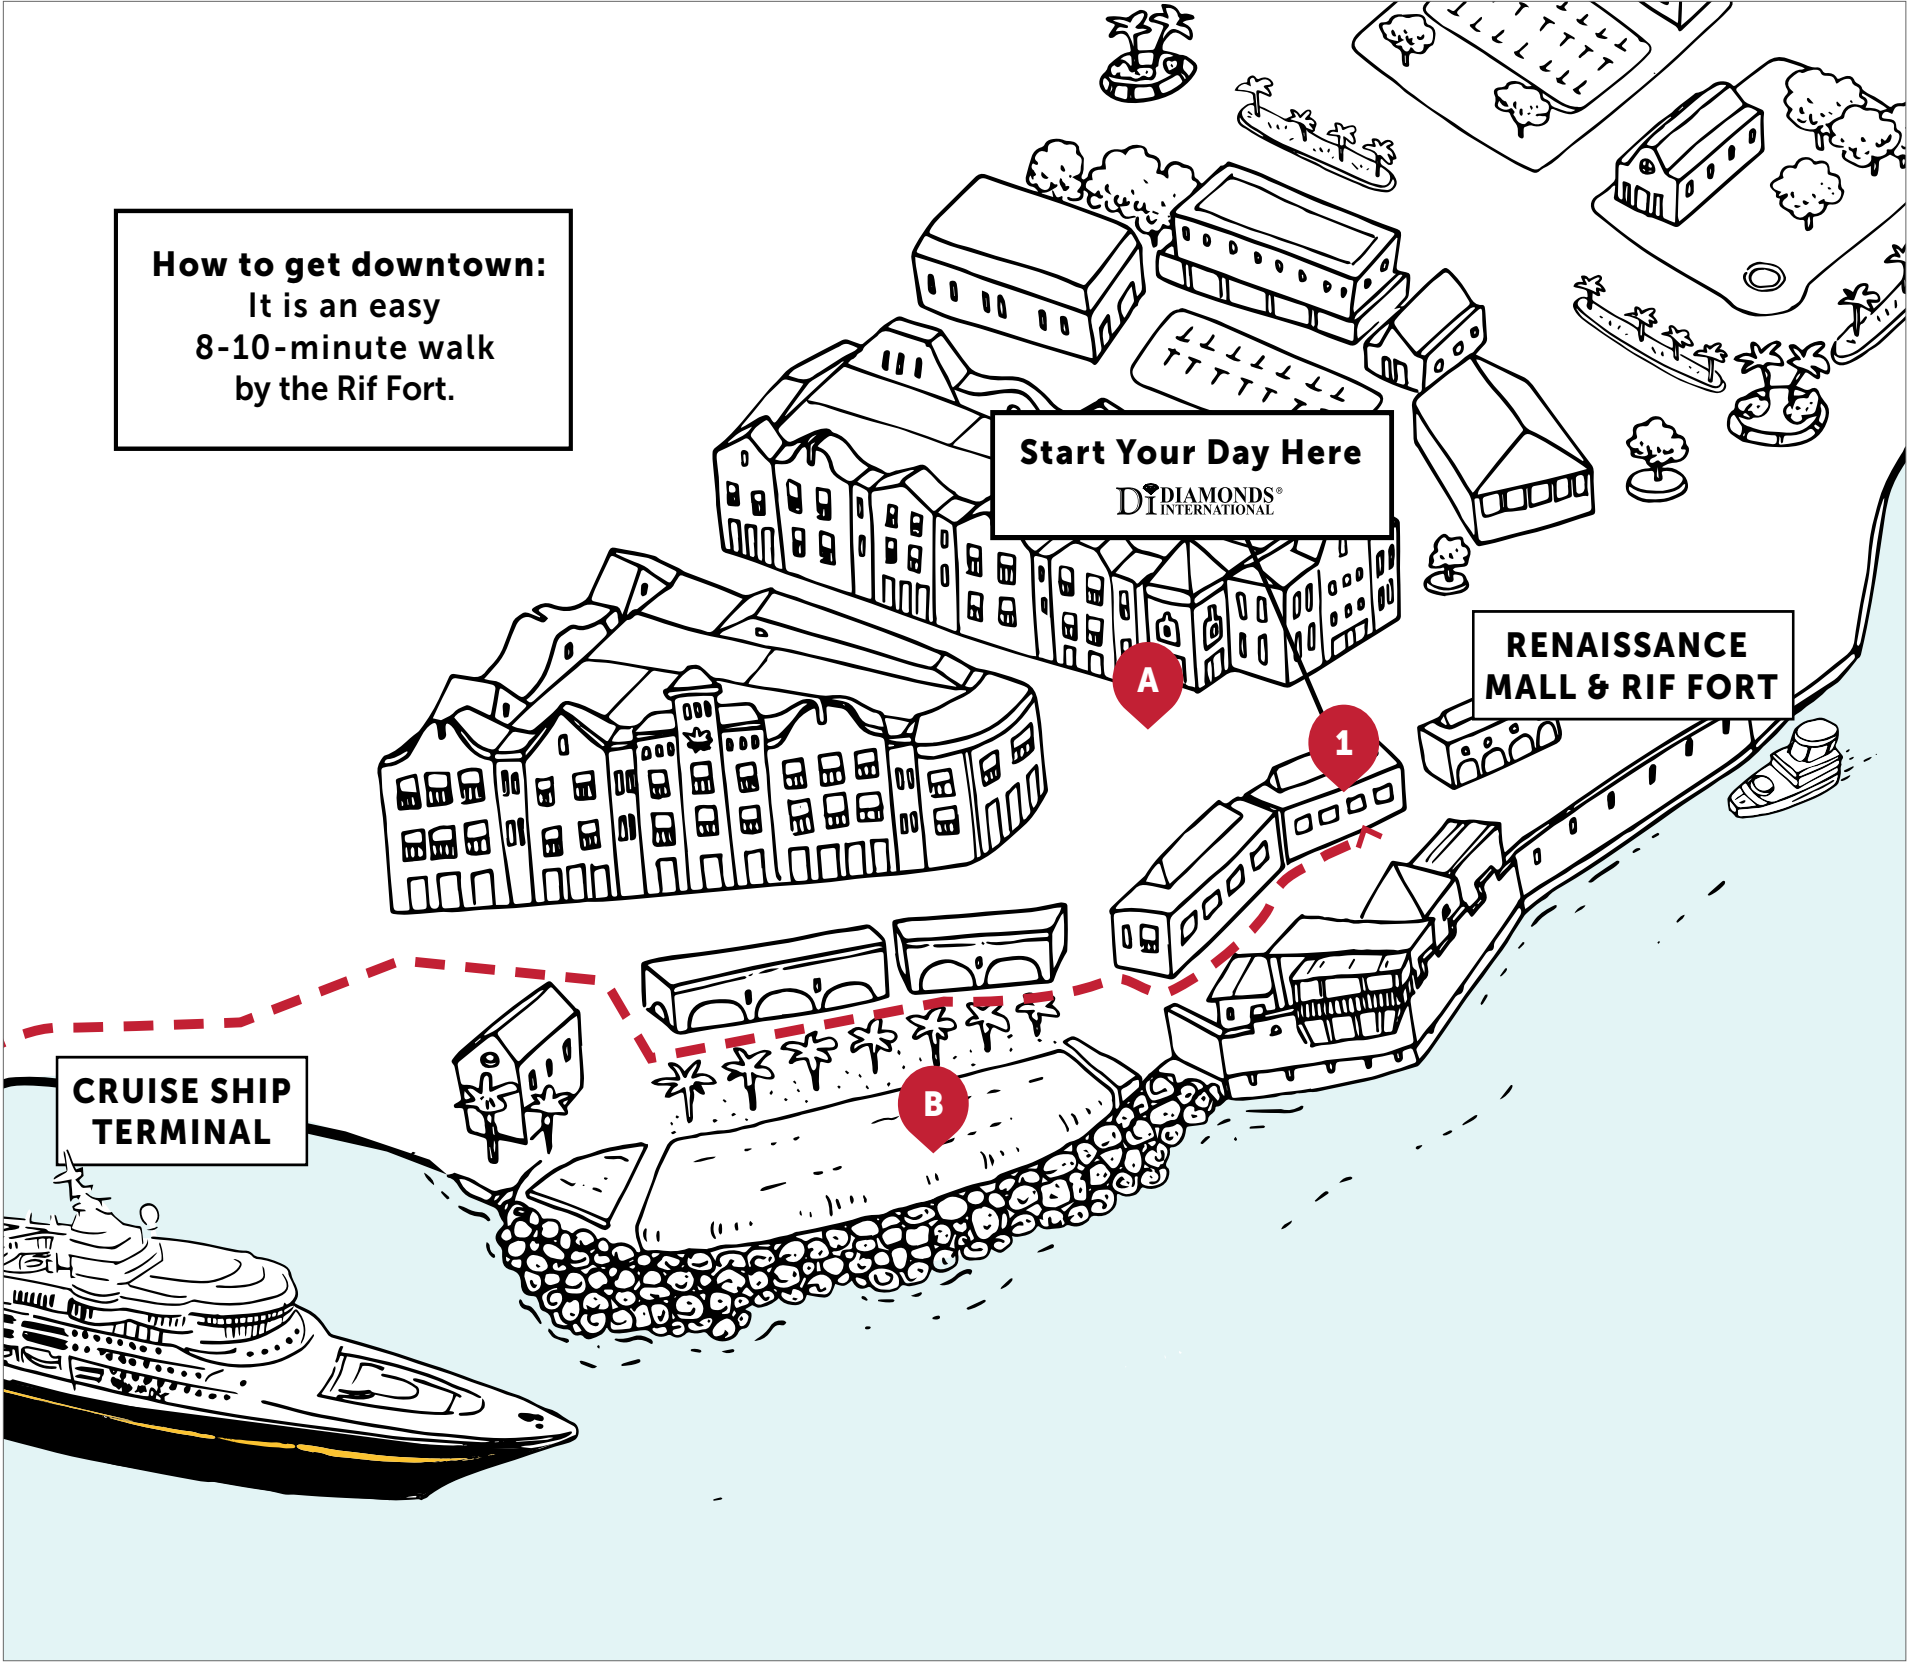 How to get downtown:
It is an easy
8-10-minute walk
by the Rif Fort.
Start Your Day Here
DI DIAMONDS®
INTERNATIONAL
RENAISSANCE
MALL & RIF FORT
A
1
B
CRUISE SHIP
TERMINAL